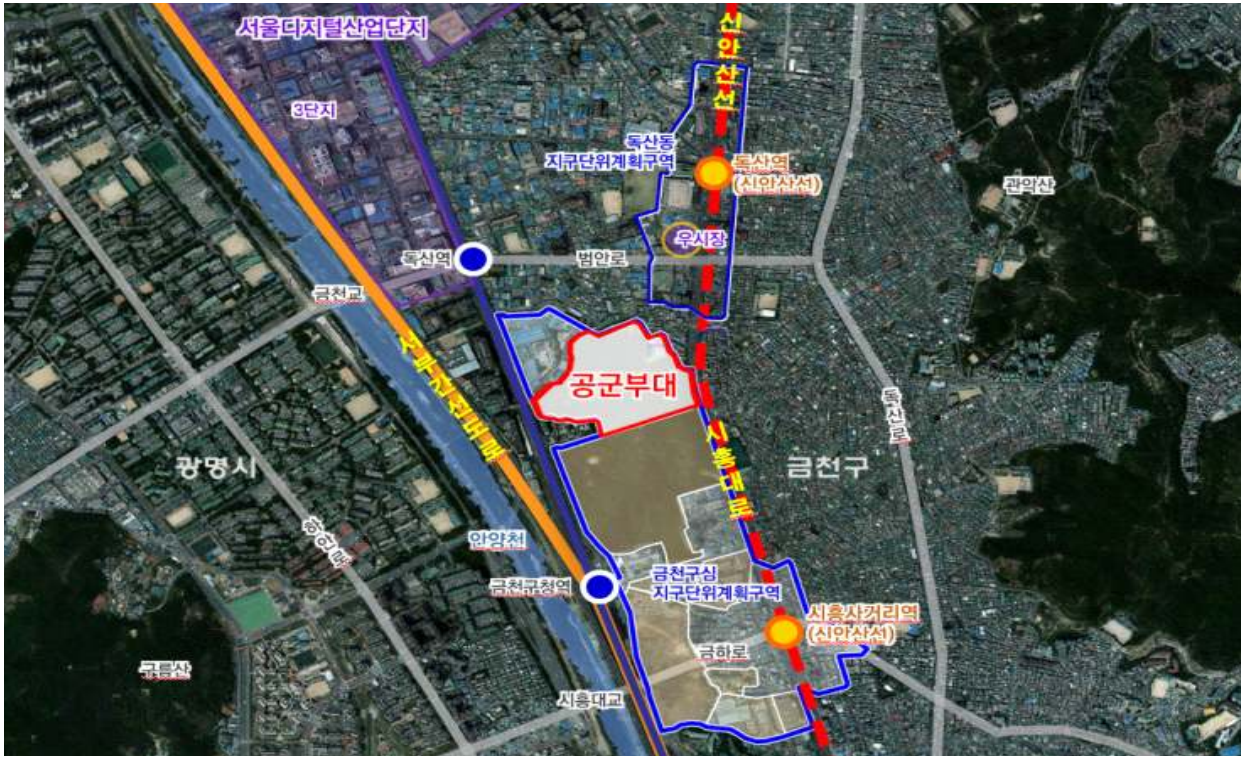 서울디지털산업단지
3단지
신안산선
독산동
지구단위계획구역
독산역
(신안산선)
관악산
우시장
독산역
범안로
금천교
서부간선대로
공군부대
독산로
시흥대로
광명시
금천구
하안로
안양천
금천구청역
금천구심
지구단위계획구역
시흥사거리역
(신안산선)
금하로
구름산
시흥대교